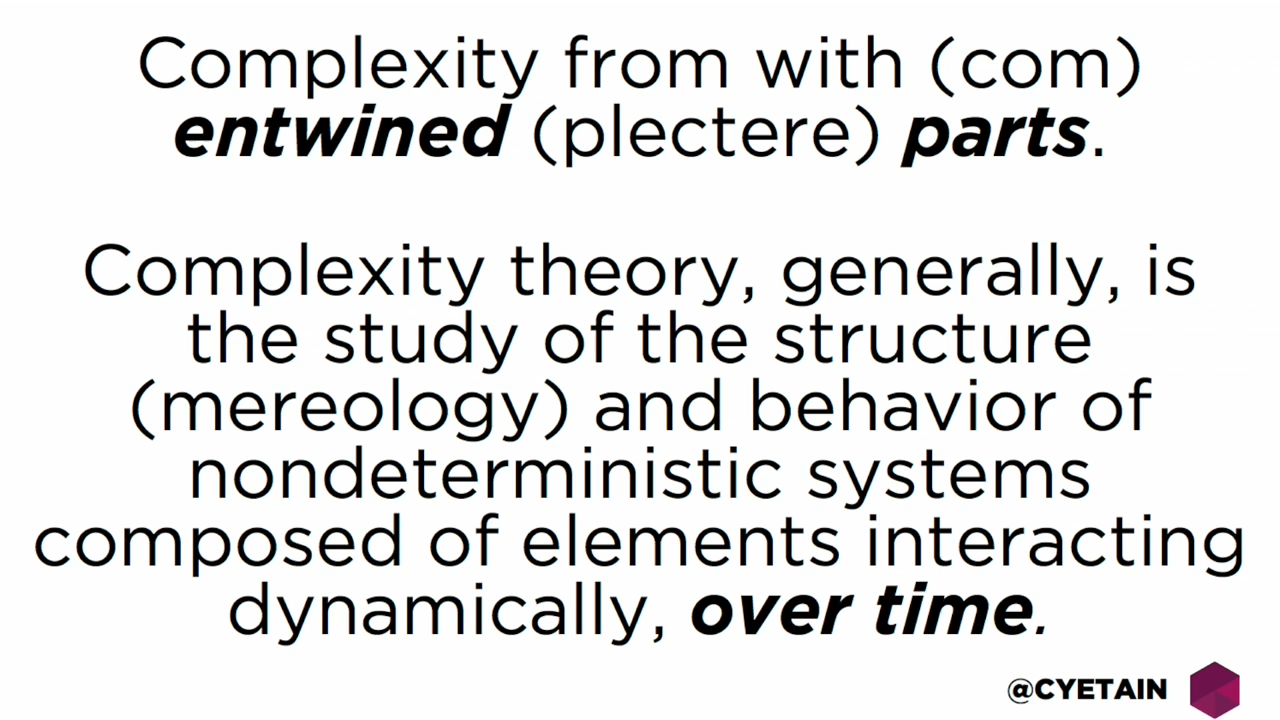 Complexity from with (com)
entwined (plectere) parts.
Complexity theory, generally, is
the study of the structure
(mereology) and behavior of
nondeterministic systems
composed of elements interacting
dynamically, over time.
@CYETAIN